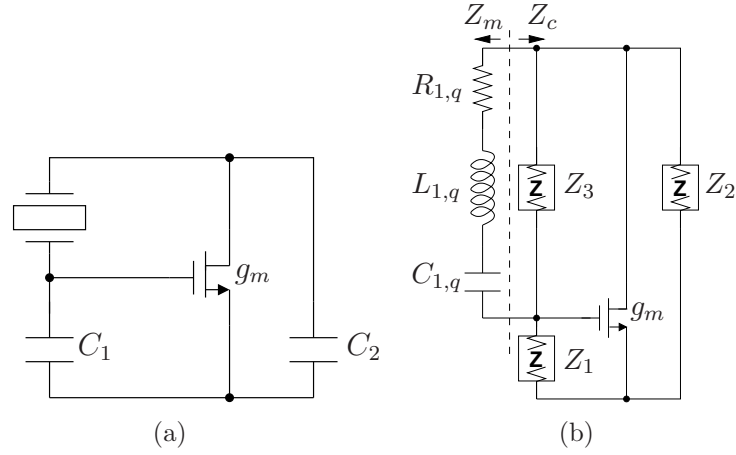 Z_m Z_c
R_{1,q}
L_{1,q}
C_{1,q}
Z Z_3
Z Z_2
g_m
Z Z_1
g_m
C_1
C_2
(a)
(b)